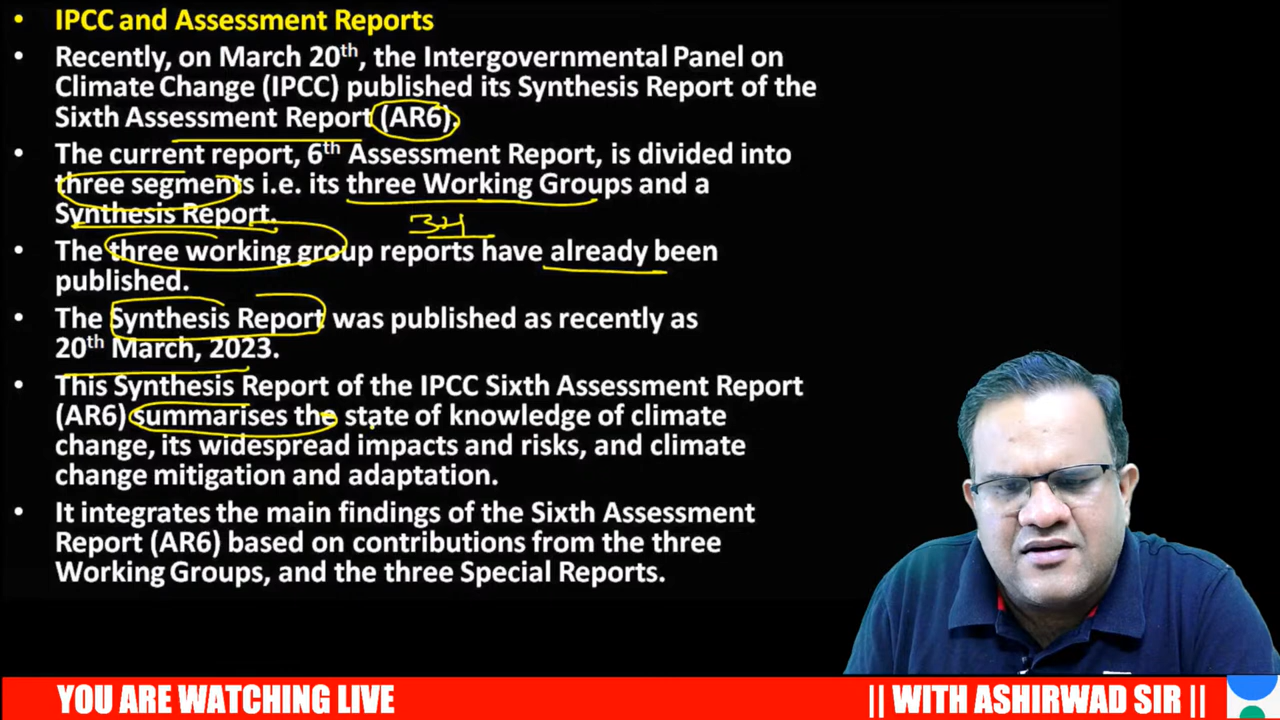 • IPCC and Assessment Reports
• Recently, on March 20th, the Intergovernmental Panel on
Climate Change (IPCC) published its Synthesis Report of the
Sixth Assessment Report (AR6).
• The current report, 6th Assessment Report, is divided into
three segments i.e. its three Working Groups and a
Synthesis Report.
• The three working group reports have already been
published.
• The Synthesis Report was published as recently as
20th March, 2023.
• This Synthesis Report of the IPCC Sixth Assessment Report
(AR6) summarises the state of knowledge of climate
change, its widespread impacts and risks, and climate
change mitigation and adaptation.
• It integrates the main findings of the Sixth Assessment
Report (AR6) based on contributions from the three
Working Groups, and the three Special Reports.
YOU ARE WATCHING LIVE || WITH ASHIRWAD SIR ||